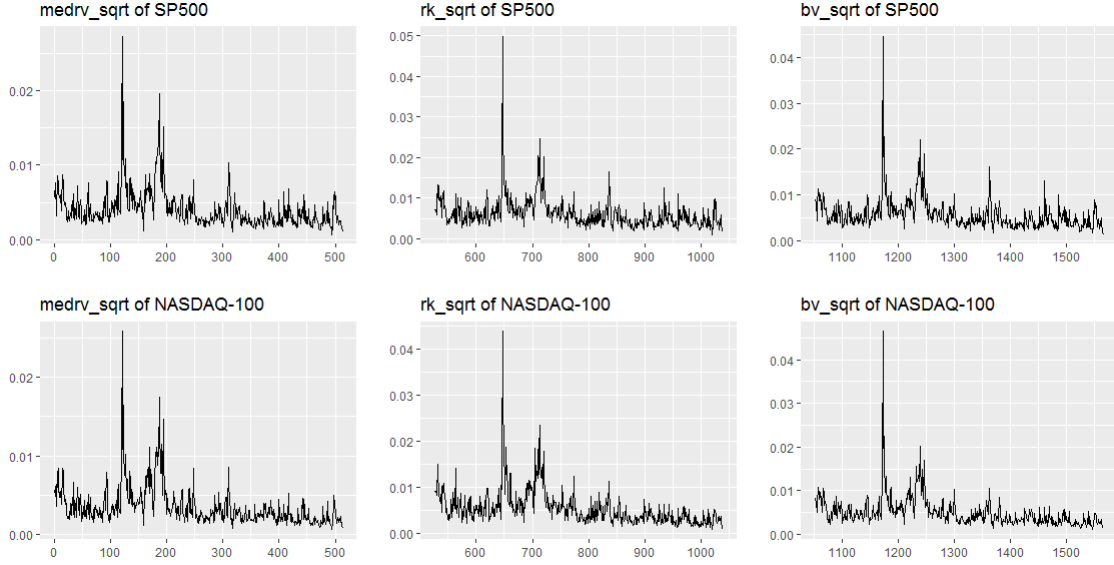 medrv_sqrt of SP500
0.02
0.01
0.00
0 100 200 300 400 500
rk_sqrt of SP500
0.05
0.04
0.03
0.02
0.01
0.00
600 700 800 900 1000
bv_sqrt of SP500
0.04
0.03
0.02
0.01
0.00
1100 1200 1300 1400 1500
medrv_sqrt of NASDAQ-100
0.02
0.01
0.00
0 100 200 300 400 500
rk_sqrt of NASDAQ-100
0.04
0.03
0.02
0.01
0.00
600 700 800 900 1000
bv_sqrt of NASDAQ-100
0.04
0.03
0.02
0.01
0.00
1100 1200 1300 1400 1500